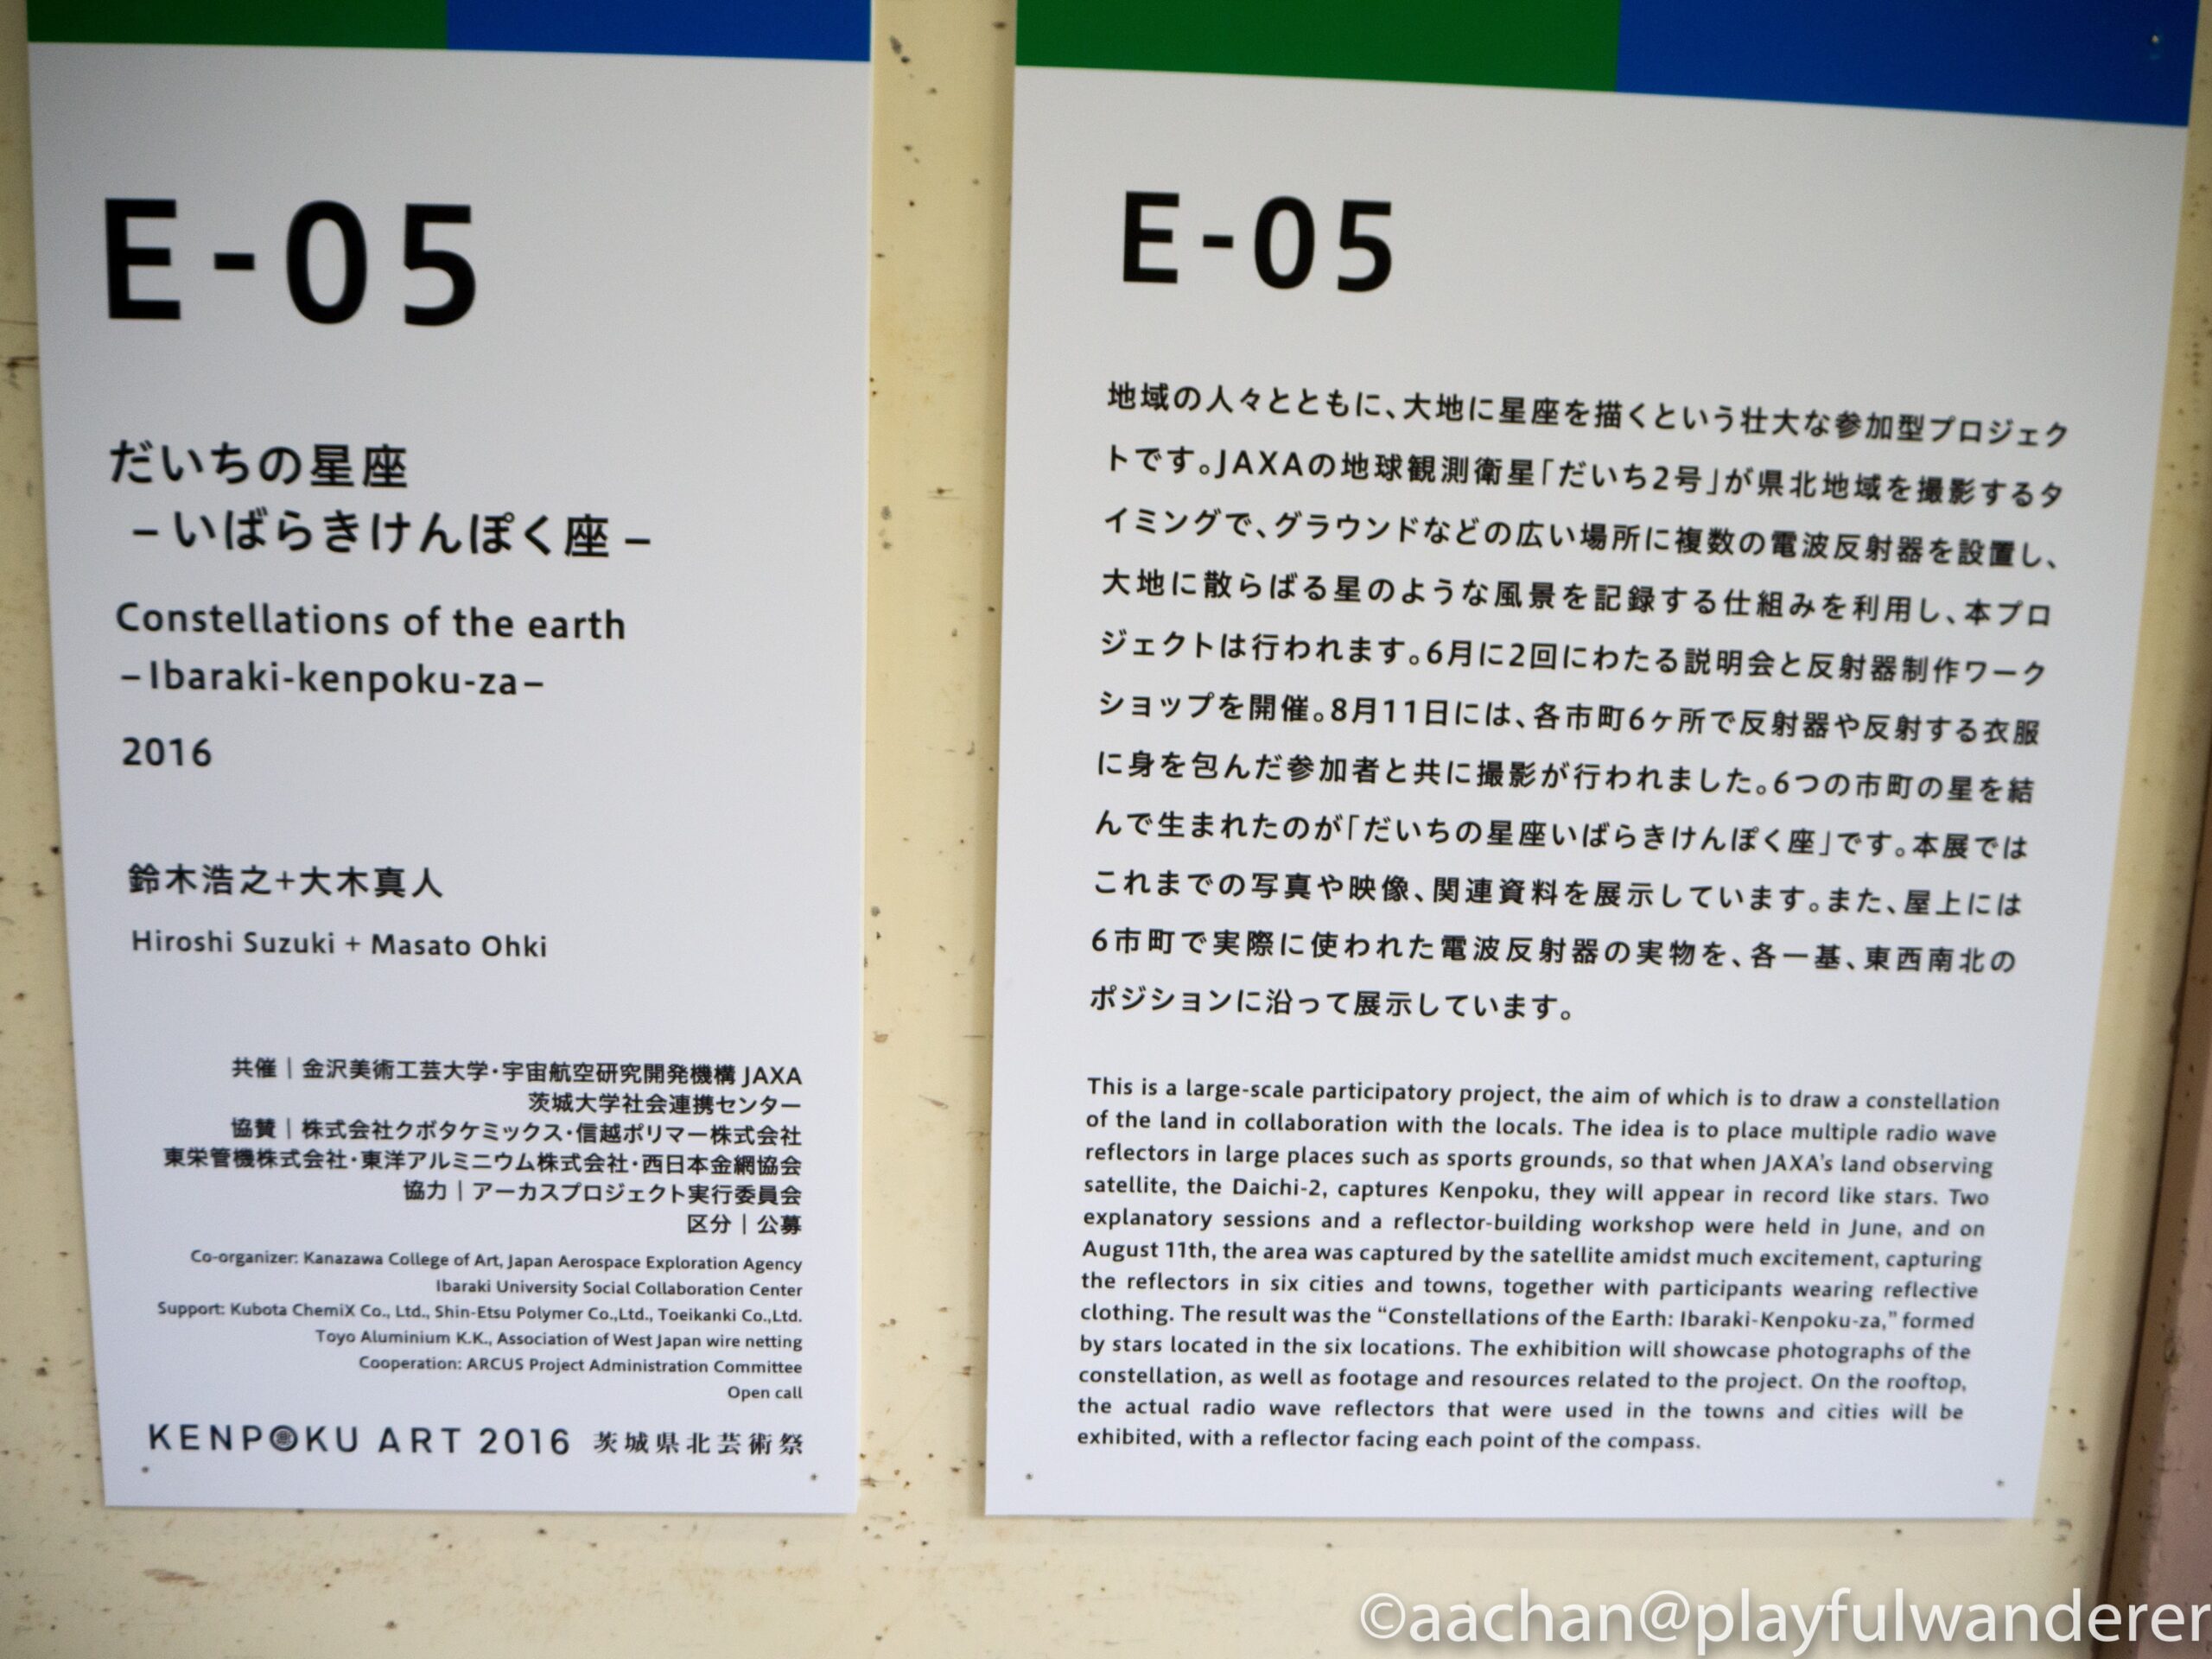 E-05
だいちの星座
–いばらきけんぽく座–
Constellations of the earth
–Ibaraki-kenpoku-za–
2016
鈴木浩之+大木真人
Hiroshi Suzuki + Masato Ohki
共催｜金沢美術工芸大学・宇宙航空研究開発機構 JAXA
茨城大学社会連携センター
協賛｜株式会社クボタケミックス・信越ポリマー株式会社
東栄管機株式会社・東洋アルミニウム株式会社・西日本金網協会
協力｜アーカスプロジェクト実行委員会
区分｜公募
Co-organizer: Kanazawa College of Art, Japan Aerospace Exploration Agency
Ibaraki University Social Collaboration Center
Support: Kubota ChemiX Co., Ltd., Shin-Etsu Polymer Co.,Ltd., Toeikanki Co.,Ltd.
Toyo Aluminium K.K., Association of West Japan wire netting
Cooperation: ARCUS Project Administration Committee
Open call
KENPOKU ART 2016 茨城県北芸術祭
E-05
地域の人々とともに、大地に星座を描くという壮大な参加型プロジェク
トです。JAXAの地球観測衛星「だいち2号」が県北地域を撮影するタ
イミングで、グラウンドなどの広い場所に複数の電波反射器を設置し、
大地に散らばる星のような風景を記録する仕組みを利用し、本プロ
ジェクトは行われます。6月に2回にわたる説明会と反射器制作ワーク
ショップを開催。8月11日には、各市町6ヶ所で反射器や反射する衣服
に身を包んだ参加者と共に撮影が行われました。6つの市町の星を結
んで生まれたのが「だいちの星座いばらきけんぽく座」です。本展では
これまでの写真や映像、関連資料を展示しています。また、屋上には
6市町で実際に使われた電波反射器の実物を、各一基、東西南北の
ポジションに沿って展示しています。
This is a large-scale participatory project, the aim of which is to draw a constellation
of the land in collaboration with the locals. The idea is to place multiple radio wave
reflectors in large places such as sports grounds, so that when JAXA's land observing
satellite, the Daichi-2, captures Kenpoku, they will appear in record like stars. Two
explanatory sessions and a reflector-building workshop were held in June, and on
August 11th, the area was captured by the satellite amidst much excitement, capturing
the reflectors in six cities and towns, together with participants wearing reflective
clothing. The result was the “Constellations of the Earth: Ibaraki-Kenpoku-za,” formed
by stars located in the six locations. The exhibition will showcase photographs of the
constellation, as well as footage and resources related to the project. On the rooftop,
the actual radio wave reflectors that were used in the towns and cities will be
exhibited, with a reflector facing each point of the compass.
©aachan@playfulwanderer